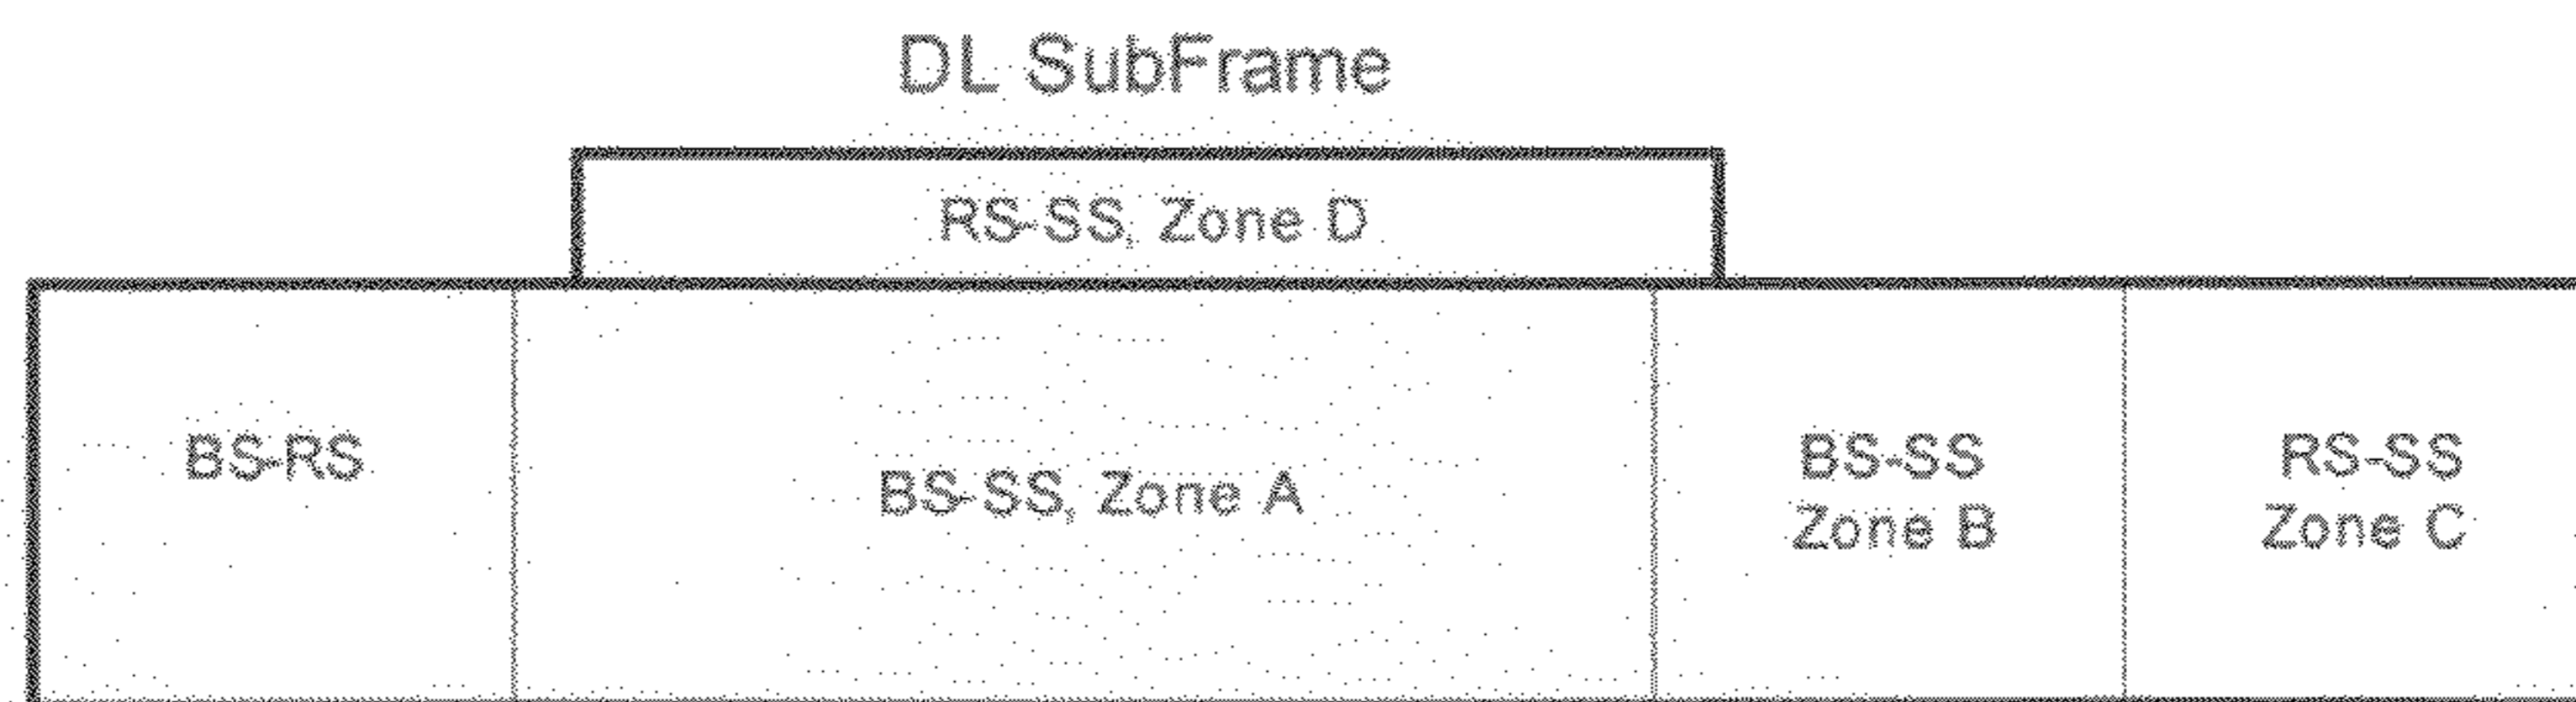 DL SubFrame
RS-SS, Zone D
BS-RS
BS-SS, Zone A
BS-SS
Zone B
RS-SS
Zone C